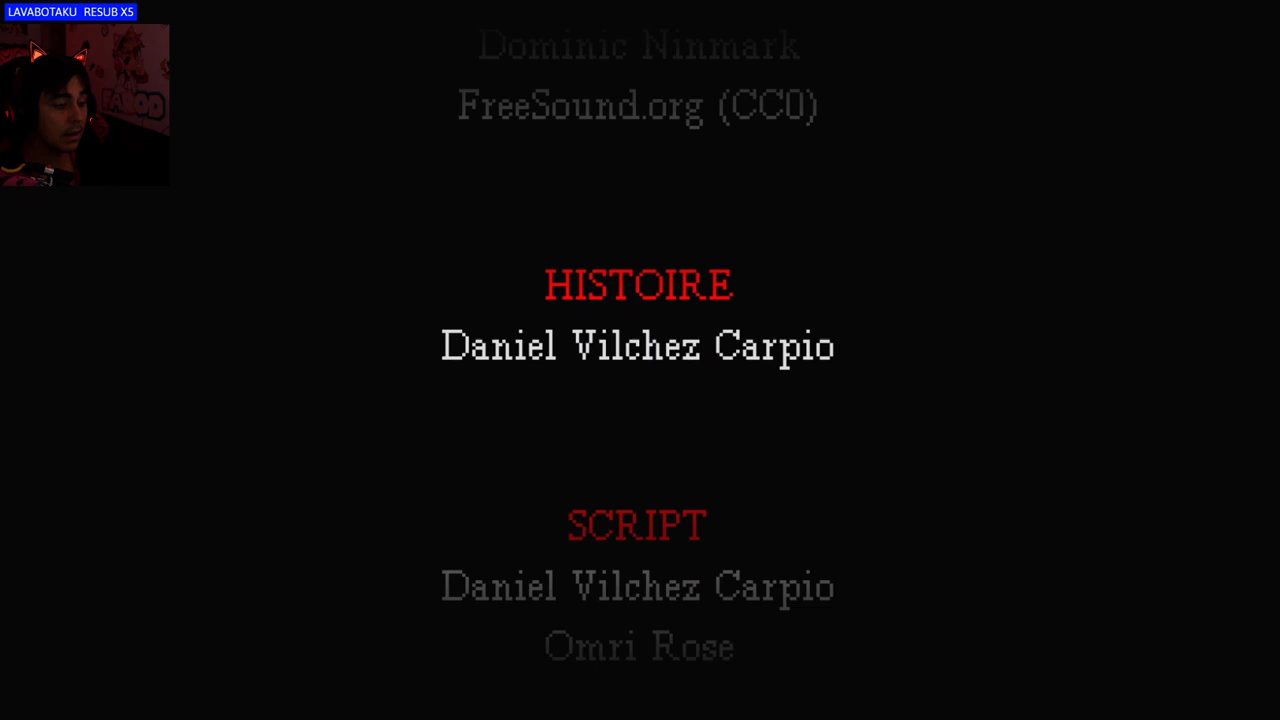 LAVABOTAKU RESUB X5
Dominic Ninmark
FreeSound.org (CC0)
HISTOIRE
Daniel Vilchez Carpio
SCRIPT
Daniel Vilchez Carpio
Omri Rose